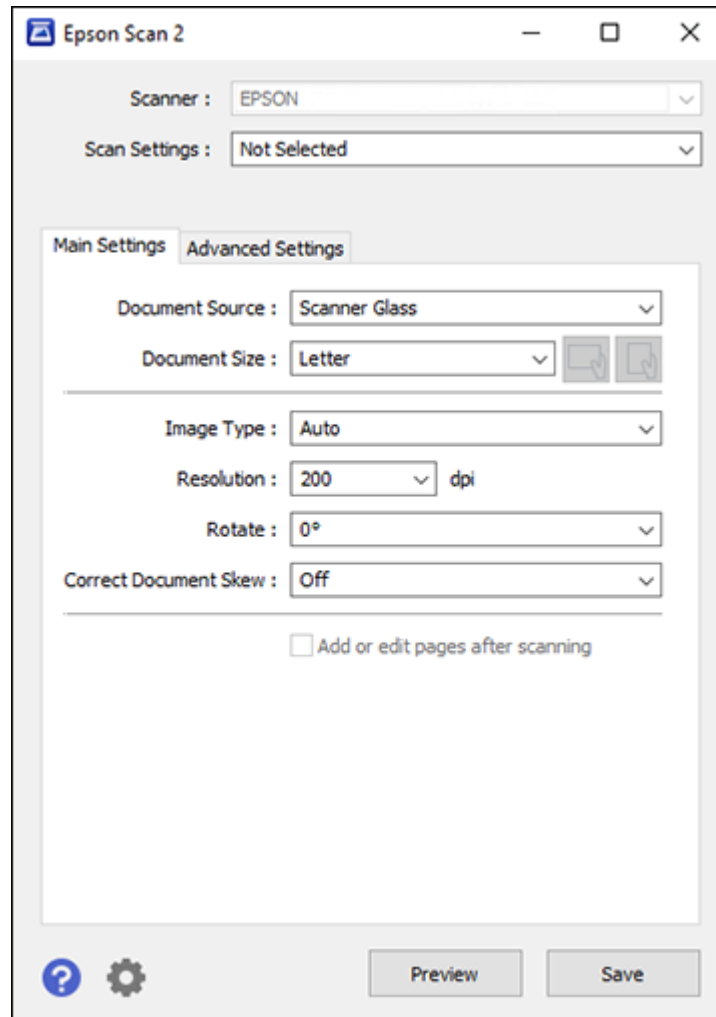 Epson Scan 2
Scanner : EPSON
Scan Settings : Not Selected
Main Settings Advanced Settings
Document Source : Scanner Glass
Document Size : Letter
Image Type : Auto
Resolution : 200 dpi
Rotate : 0°
Correct Document Skew : Off
Add or edit pages after scanning
? Preview Save